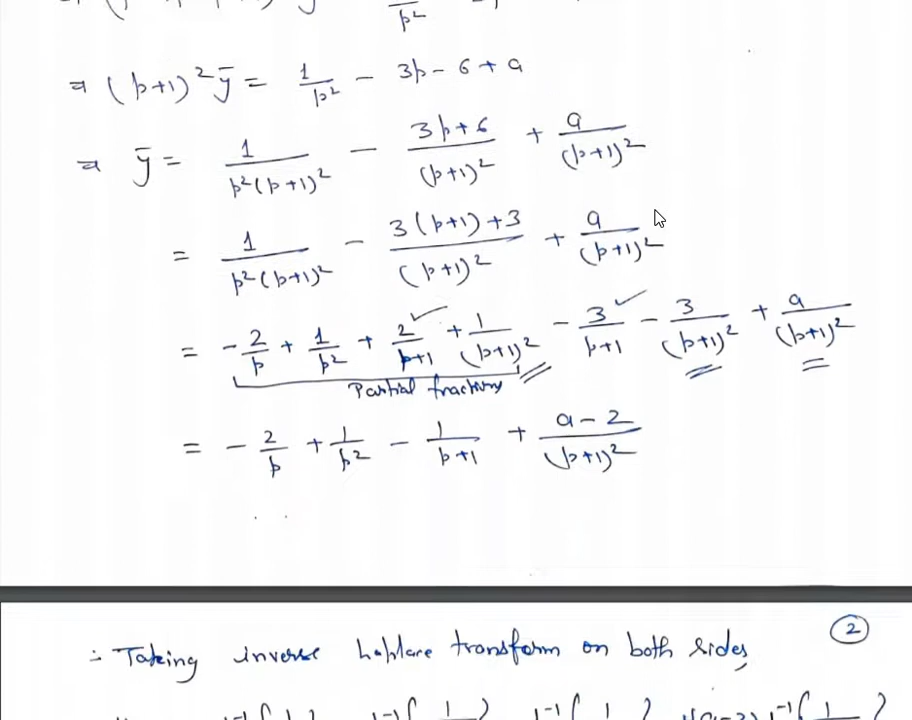 p²
⇒ (p+1)² ȳ = 1/p² − 3p − 6 + a
⇒ ȳ = 1/(p²(p+1)²) − (3p+6)/(p+1)² + a/(p+1)²
= 1/(p²(p+1)²) − (3(p+1)+3)/(p+1)² + a/(p+1)²
= −2/p + 1/p² + 2/(p+1) + 1/(p+1)² − 3/(p+1) − 3/(p+1)² + a/(p+1)²
Partial fractions
= −2/p + 1/p² − 1/(p+1) + (a−2)/(p+1)²
2
∴ Taking inverse Laplace transform on both sides